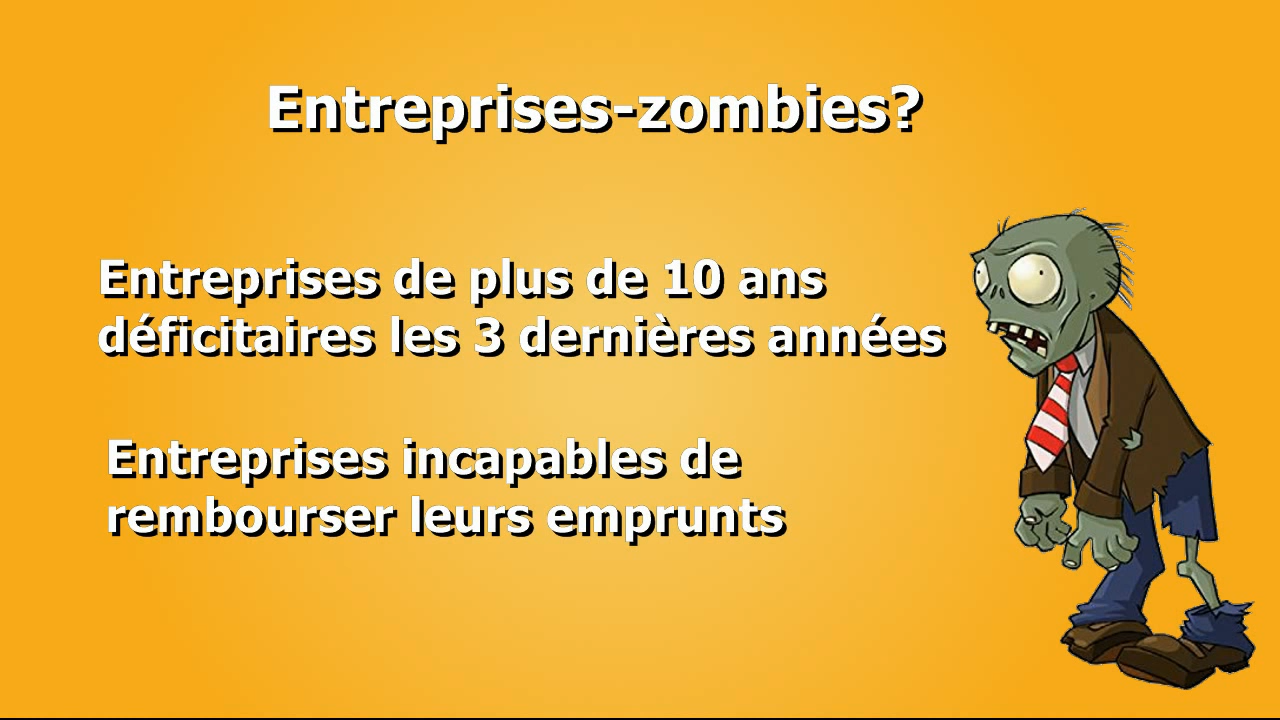 Entreprises-zombies?
Entreprises de plus de 10 ans
déficitaires les 3 dernières années
Entreprises incapables de
rembourser leurs emprunts